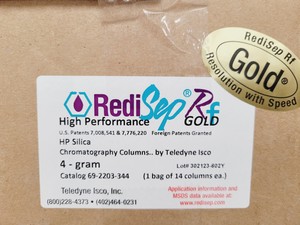 RediSep Rf
Gold®
Resolution with Speed
RediSep® Rf
High Performance GOLD
U.S. Patents 7,008,541 & 7,776,220 Foreign Patents Granted
HP Silica
Chromatography Columns.. by Teledyne Isco
4 - gram Lot# 302123-802Y
Catalog 69-2203-344 (1 bag of 14 columns ea.)
Teledyne Isco, Inc.
(800)228-4373 • (402)464-0231
Application information and
MSDS data available from:
www.redisep.com